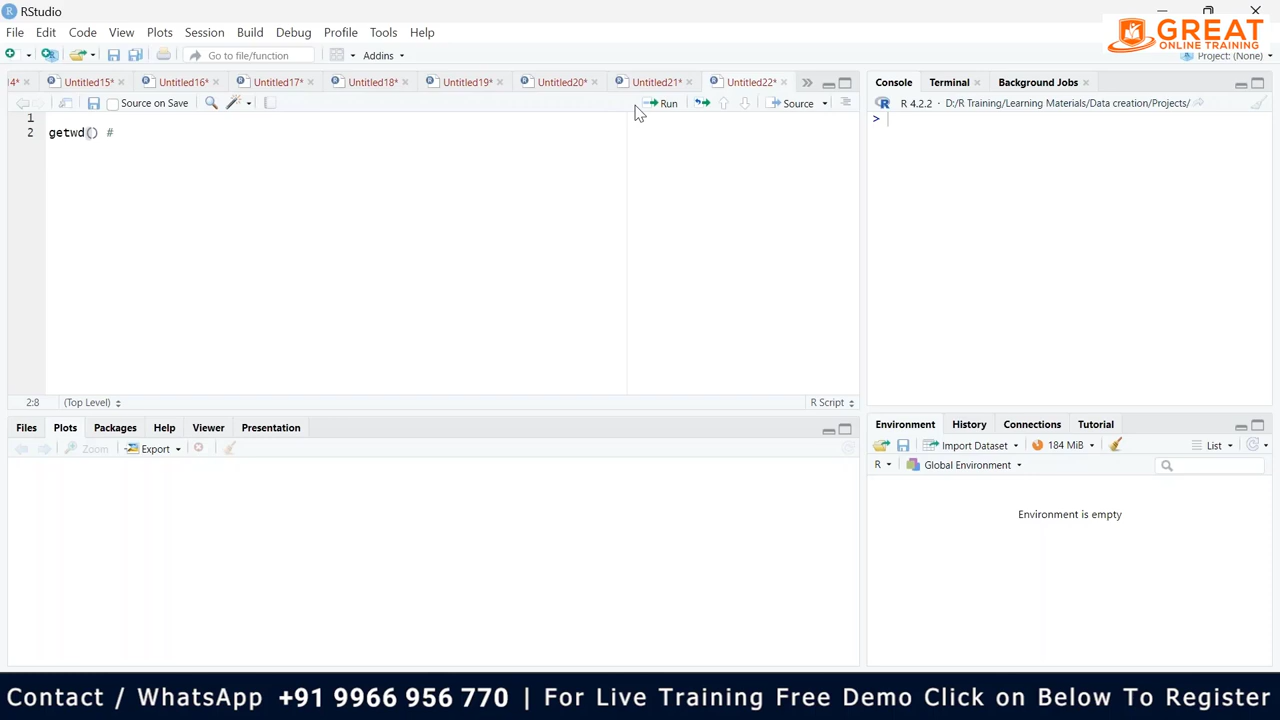 RStudio
File Edit Code View Plots Session Build Debug Profile Tools Help
GREAT
ONLINE TRAINING
Go to file/function Addins Project: (None)
i4* Untitled15* Untitled16* Untitled17* Untitled18* Untitled19* Untitled20* Untitled21* Untitled22*
Source on Save Run Source
1
2 getwd() #
2:8 (Top Level) R Script
Console Terminal Background Jobs
R 4.2.2 · D:/R Training/Learning Materials/Data creation/Projects/
>
Files Plots Packages Help Viewer Presentation
Zoom Export
Environment History Connections Tutorial
Import Dataset 184 MiB List
R Global Environment
Environment is empty
Contact / WhatsApp +91 9966 956 770 | For Live Training Free Demo Click on Below To Register